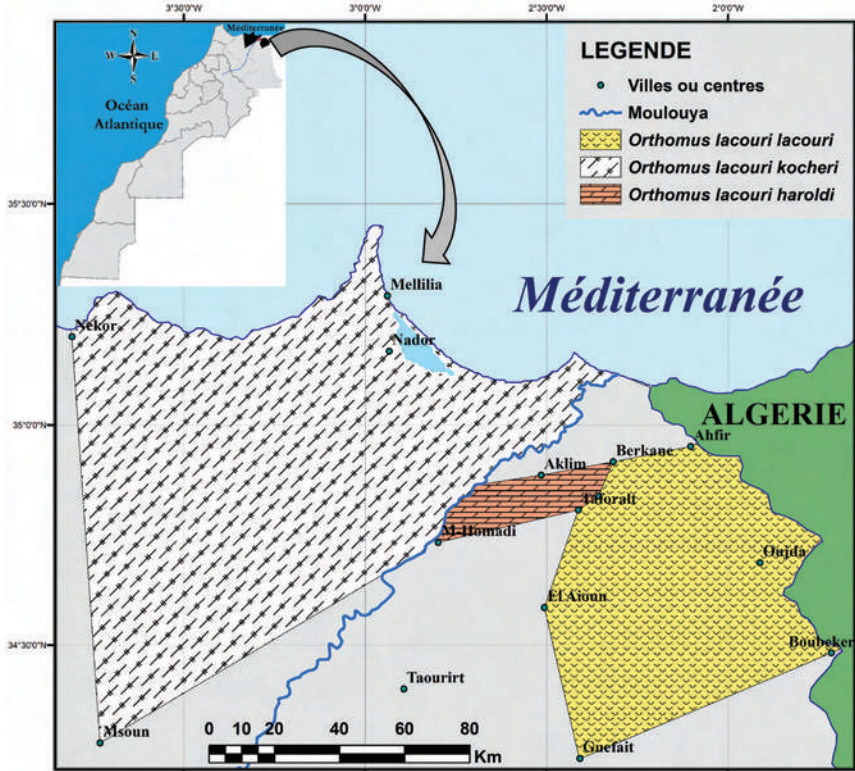 3°30'0"W 3°0'0"W 2°30'0"W 2°0'0"W
Méditerranée
N
W E
S
Océan
Atlantique
LEGENDE
Villes ou centres
Moulouya
Orthomus lacouri lacouri
Orthomus lacouri kocheri
Orthomus lacouri haroldi
35°30'0"N
35°0'0"N
34°30'0"N
Mellilia
Méditerranée
Nekor
Nador
ALGERIE
Ahfir
Berkane
Aklim
Taforalt
M-Homadi
Oujda
El Aioun
Boubeker
Taourirt
Msoun
Guefait
0 10 20 40 60 80
Km